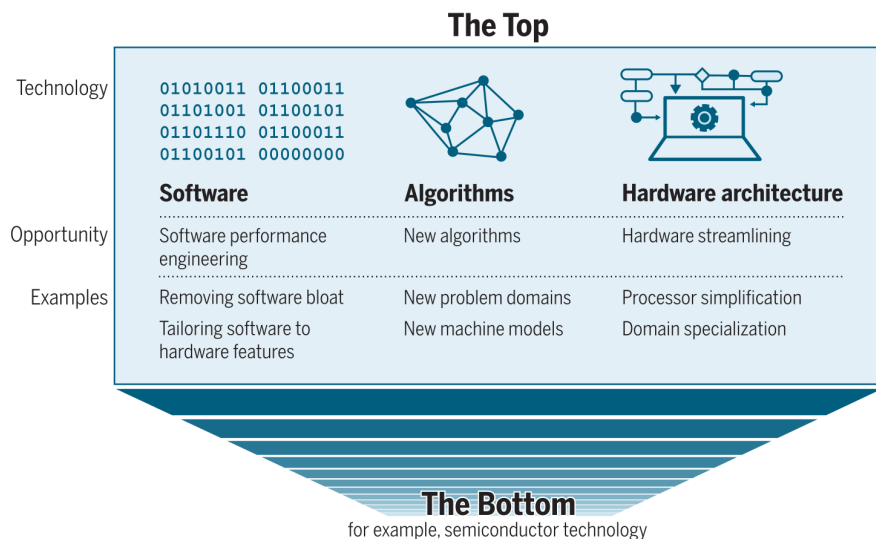 The Top
Technology
01010011 01100011
01101001 01100101
01101110 01100011
01100101 00000000
Software
Algorithms
Hardware architecture
Opportunity
Software performance
engineering
New algorithms
Hardware streamlining
Examples
Removing software bloat
Tailoring software to
hardware features
New problem domains
New machine models
Processor simplification
Domain specialization
The Bottom
for example, semiconductor technology